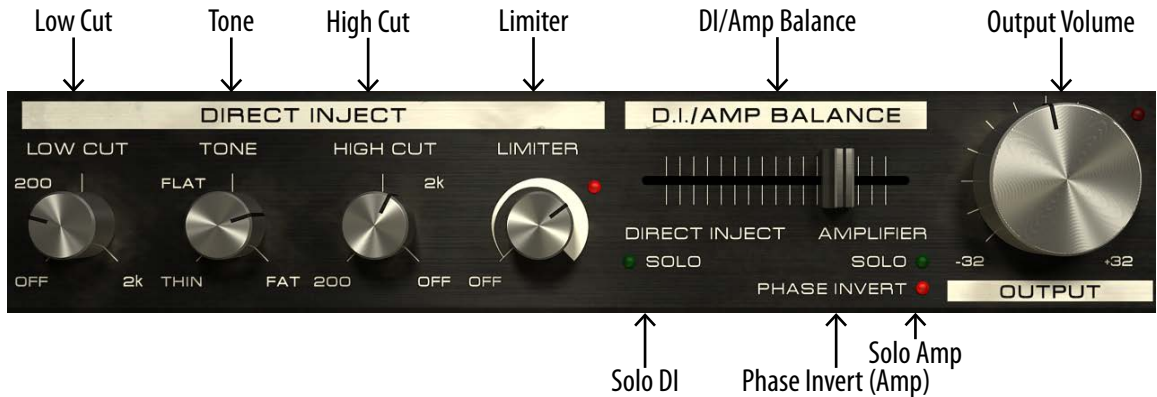 Low Cut Tone High Cut Limiter DI/Amp Balance Output Volume
DIRECT INJECT D.I./AMP BALANCE
LOW CUT TONE HIGH CUT LIMITER
200 FLAT 2k
DIRECT INJECT AMPLIFIER
SOLO SOLO
-32 +32
OFF 2k THIN FAT 200 OFF OFF
PHASE INVERT OUTPUT
Solo Amp
Solo DI Phase Invert (Amp)